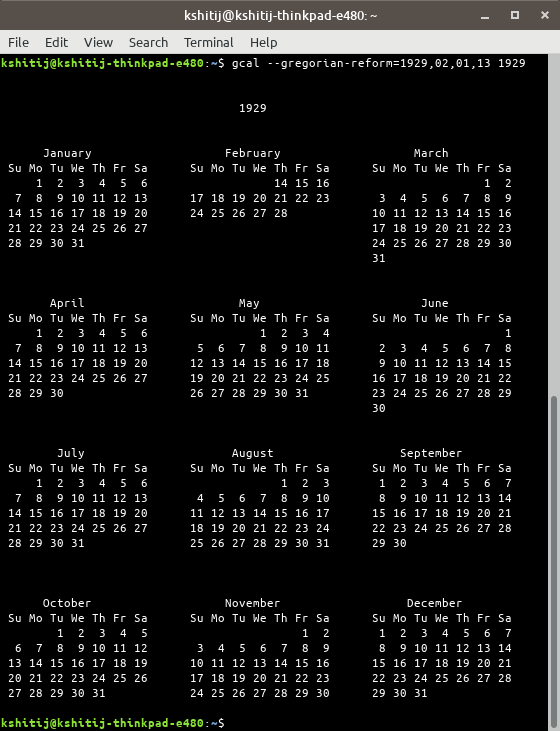 kshitij@kshitij-thinkpad-e480: ~
File Edit View Search Terminal Help
kshitij@kshitij-thinkpad-e480:~$ gcal --gregorian-reform=1929,02,01,13 1929
1929
January February March
Su Mo Tu We Th Fr Sa Su Mo Tu We Th Fr Sa Su Mo Tu We Th Fr Sa
1 2 3 4 5 6 14 15 16 1 2
7 8 9 10 11 12 13 17 18 19 20 21 22 23 3 4 5 6 7 8 9
14 15 16 17 18 19 20 24 25 26 27 28 10 11 12 13 14 15 16
21 22 23 24 25 26 27 17 18 19 20 21 22 23
28 29 30 31 24 25 26 27 28 29 30
31
April May June
Su Mo Tu We Th Fr Sa Su Mo Tu We Th Fr Sa Su Mo Tu We Th Fr Sa
1 2 3 4 5 6 1 2 3 4 1
7 8 9 10 11 12 13 5 6 7 8 9 10 11 2 3 4 5 6 7 8
14 15 16 17 18 19 20 12 13 14 15 16 17 18 9 10 11 12 13 14 15
21 22 23 24 25 26 27 19 20 21 22 23 24 25 16 17 18 19 20 21 22
28 29 30 26 27 28 29 30 31 23 24 25 26 27 28 29
30
July August September
Su Mo Tu We Th Fr Sa Su Mo Tu We Th Fr Sa Su Mo Tu We Th Fr Sa
1 2 3 4 5 6 1 2 3 1 2 3 4 5 6 7
7 8 9 10 11 12 13 4 5 6 7 8 9 10 8 9 10 11 12 13 14
14 15 16 17 18 19 20 11 12 13 14 15 16 17 15 16 17 18 19 20 21
21 22 23 24 25 26 27 18 19 20 21 22 23 24 22 23 24 25 26 27 28
28 29 30 31 25 26 27 28 29 30 31 29 30
October November December
Su Mo Tu We Th Fr Sa Su Mo Tu We Th Fr Sa Su Mo Tu We Th Fr Sa
1 2 3 4 5 1 2 1 2 3 4 5 6 7
6 7 8 9 10 11 12 3 4 5 6 7 8 9 8 9 10 11 12 13 14
13 14 15 16 17 18 19 10 11 12 13 14 15 16 15 16 17 18 19 20 21
20 21 22 23 24 25 26 17 18 19 20 21 22 23 22 23 24 25 26 27 28
27 28 29 30 31 24 25 26 27 28 29 30 29 30 31
kshitij@kshitij-thinkpad-e480:~$